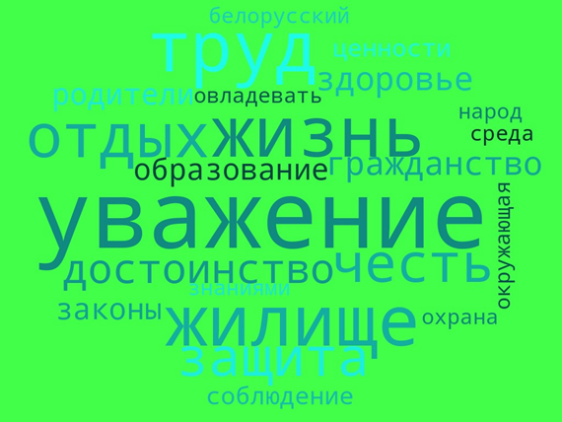 белорусский
труд
ценности
здоровье
родители
овладевать
народ
отдых
жизнь
среда
образование
гражданство
уважение
окружающая
достоинство
честь
знаниями
законы
жилище
охрана
защита
соблюдение